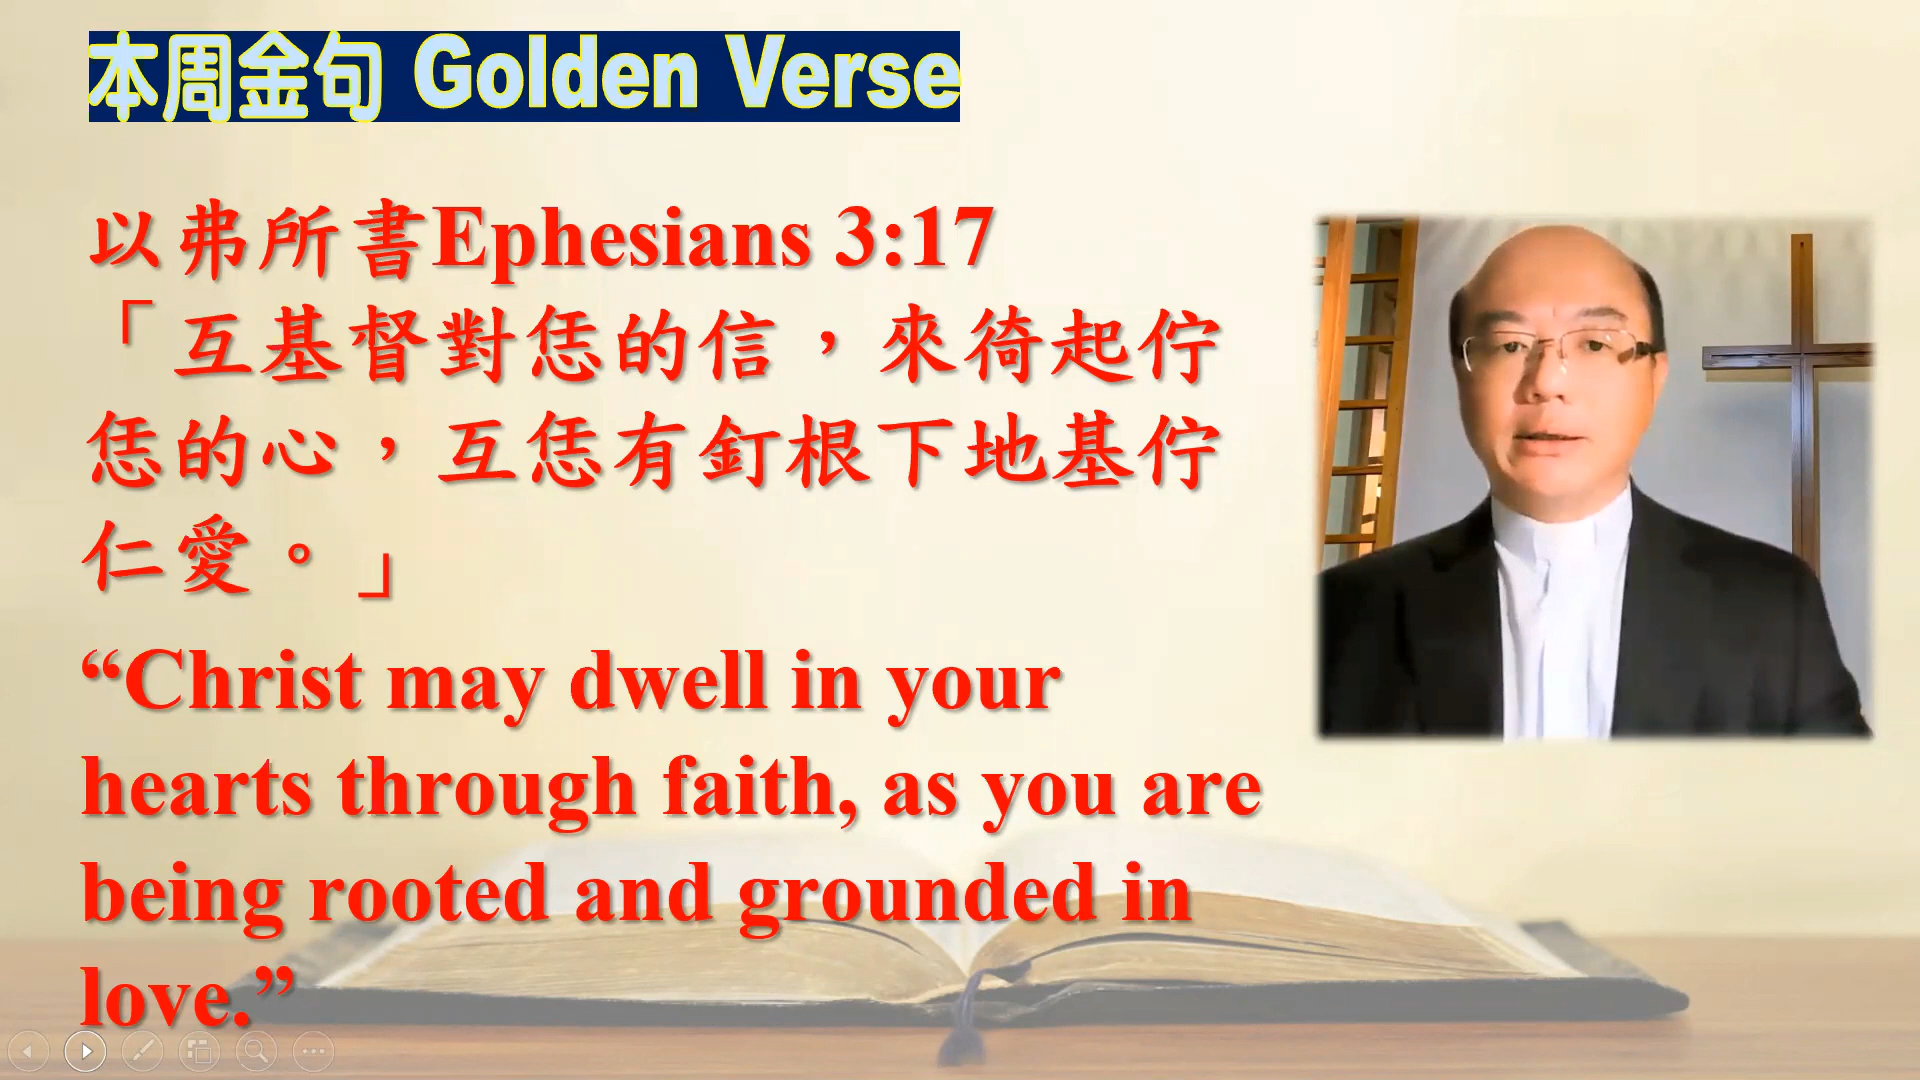 本周金句 Golden Verse
以弗所書Ephesians 3:17
「互基督對恁的信，來徛起佇
恁的心，互恁有釘根下地基佇
仁愛。」
“Christ may dwell in your
hearts through faith, as you are
being rooted and grounded in
love.”